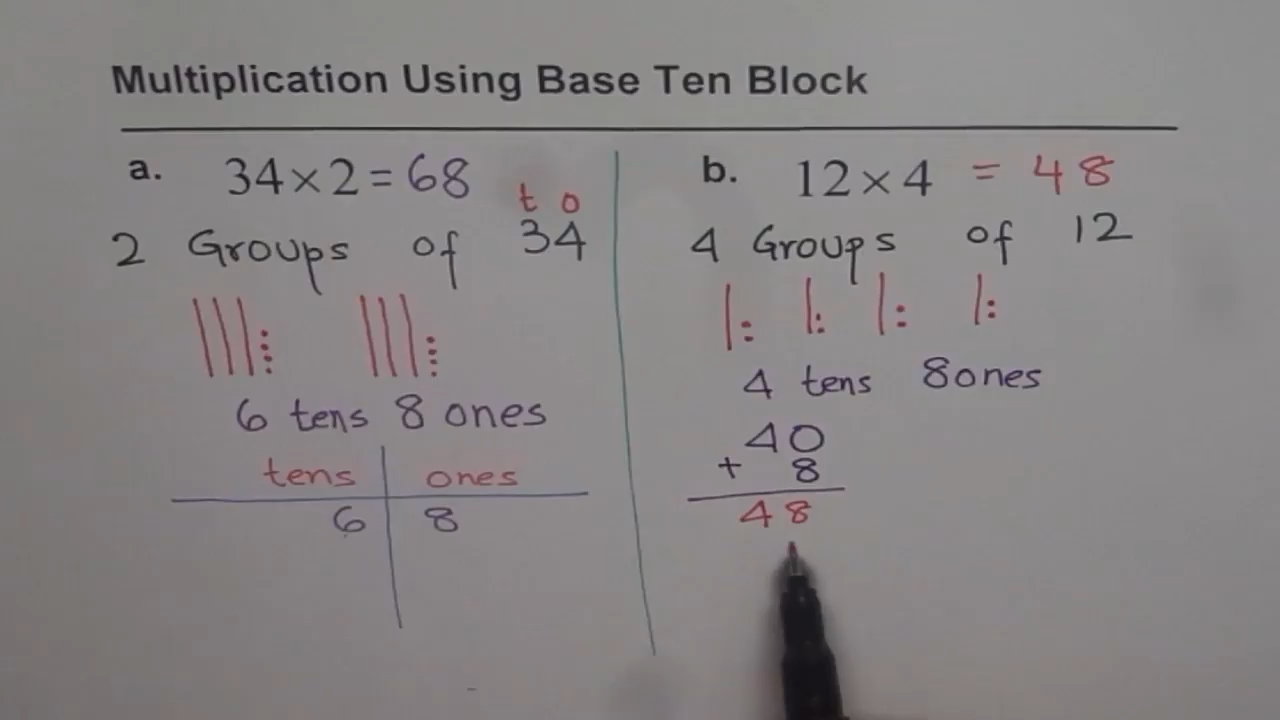 Multiplication Using Base Ten Block
a. 34×2 = 68
t o
2 Groups of 34
6 tens 8 ones
tens ones
6 8
b. 12×4 = 48
4 Groups of 12
4 tens 8ones
40
+ 8
48